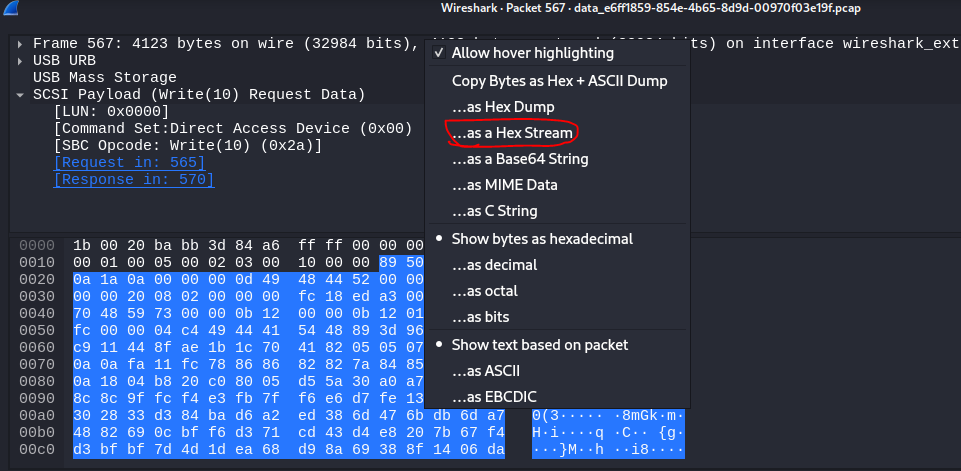 Wireshark · Packet 567 · data_e6ff1859-854e-4b65-8d9d-00970f03e19f.pcap
Frame 567: 4123 bytes on wire (32984 bits), bits) on interface wireshark_ext
USB URB
USB Mass Storage
SCSI Payload (Write(10) Request Data)
[LUN: 0x0000]
[Command Set:Direct Access Device (0x00)
[SBC Opcode: Write(10) (0x2a)]
[Request in: 565]
[Response in: 570]
✓ Allow hover highlighting
Copy Bytes as Hex + ASCII Dump
…as Hex Dump
…as a Hex Stream
…as a Base64 String
…as MIME Data
…as C String
• Show bytes as hexadecimal
…as decimal
…as octal
…as bits
• Show text based on packet
…as ASCII
…as EBCDIC
0000 1b 00 20 ba bb 3d 84 a6 ff ff 00 00 00
0010 00 01 00 05 00 02 03 00 10 00 00 89 50
0020 0a 1a 0a 00 00 00 0d 49 48 44 52 00 00
0030 00 00 20 08 02 00 00 00 fc 18 ed a3 00
0040 70 48 59 73 00 00 0b 12 00 00 0b 12 01
0050 fc 00 00 04 c4 49 44 41 54 48 89 3d 96
0060 c9 11 44 8f ae 1b 1c 70 41 82 05 05 07
0070 0a 0a fa 11 fc 78 86 86 82 82 7a 84 85
0080 0a 18 04 b8 20 c0 80 05 d5 5a 30 a0 a7
0090 8c 8c 9f fc f4 e3 fb 7f f6 e6 d7 fe 13
00a0 30 28 33 d3 84 ba d6 a2 ed 38 6d 47 6b db 6d a7 0(3····· ·8mGk·m·
00b0 48 82 69 0c bf f6 d3 71 cd 43 d4 e8 20 7b 67 f4 H·i····q ·C·· {g·
00c0 d3 bf bf 7d 4d 1d ea 68 d9 8a 69 38 8f 14 06 da ···}M··h ··i8····